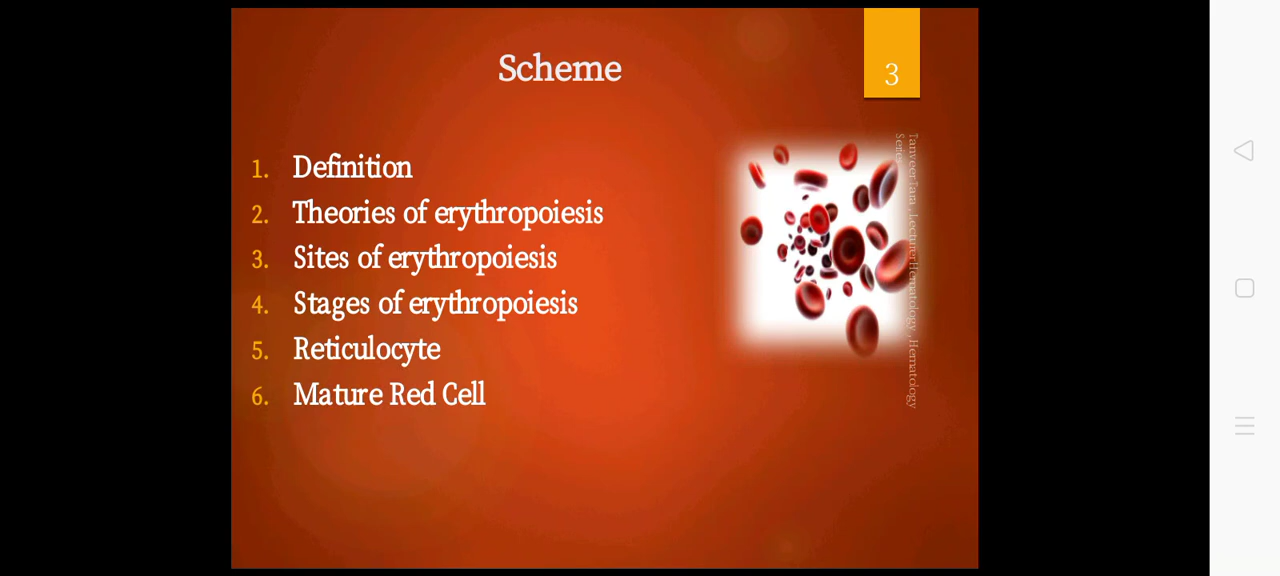 Scheme
3
1. Definition
2. Theories of erythropoiesis
3. Sites of erythropoiesis
4. Stages of erythropoiesis
5. Reticulocyte
6. Mature Red Cell
Tanveer Tara , Lecturer Hematology , Hematology
Series